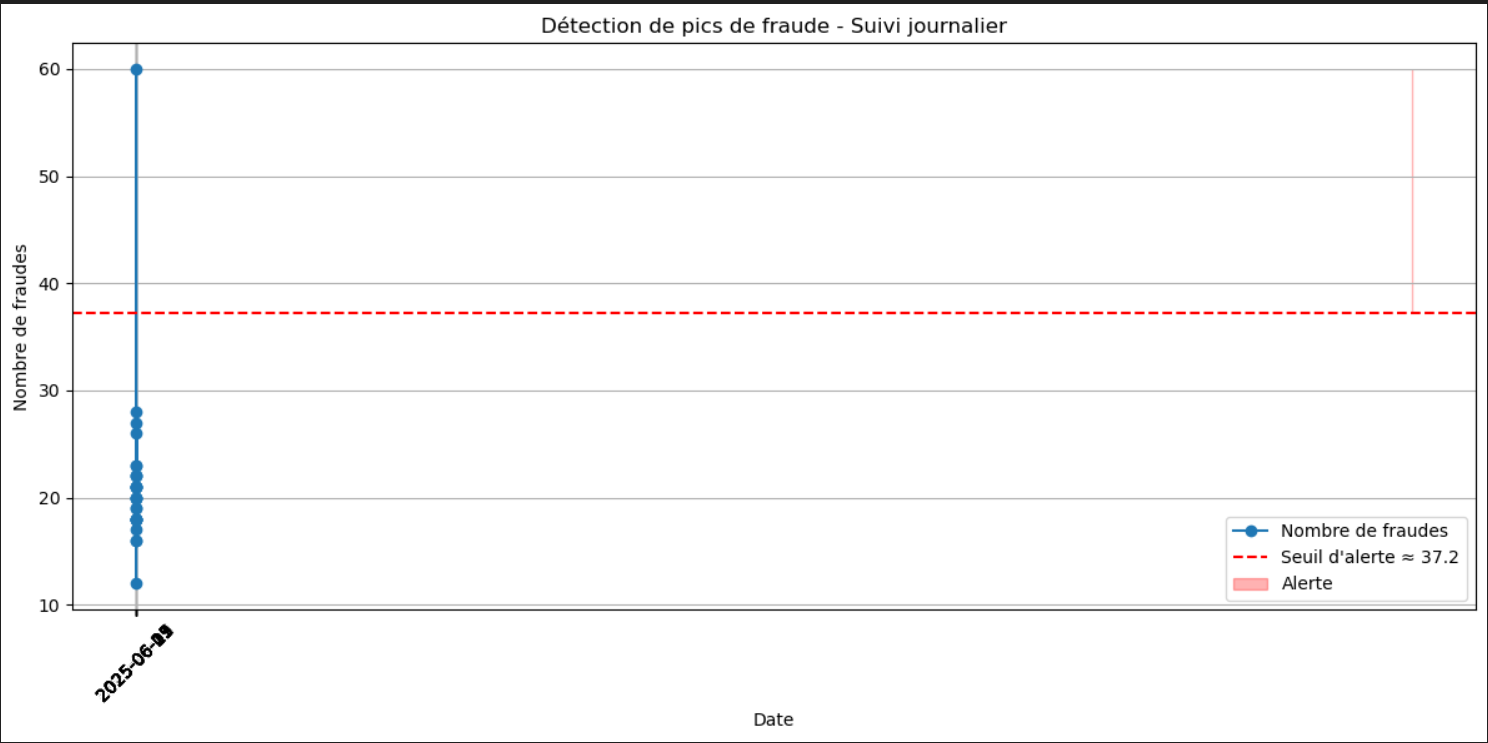 Détection de pics de fraude - Suivi journalier
60
50
40
30
20
10
Nombre de fraudes
Nombre de fraudes
Seuil d'alerte ≈ 37.2
Alerte
Date